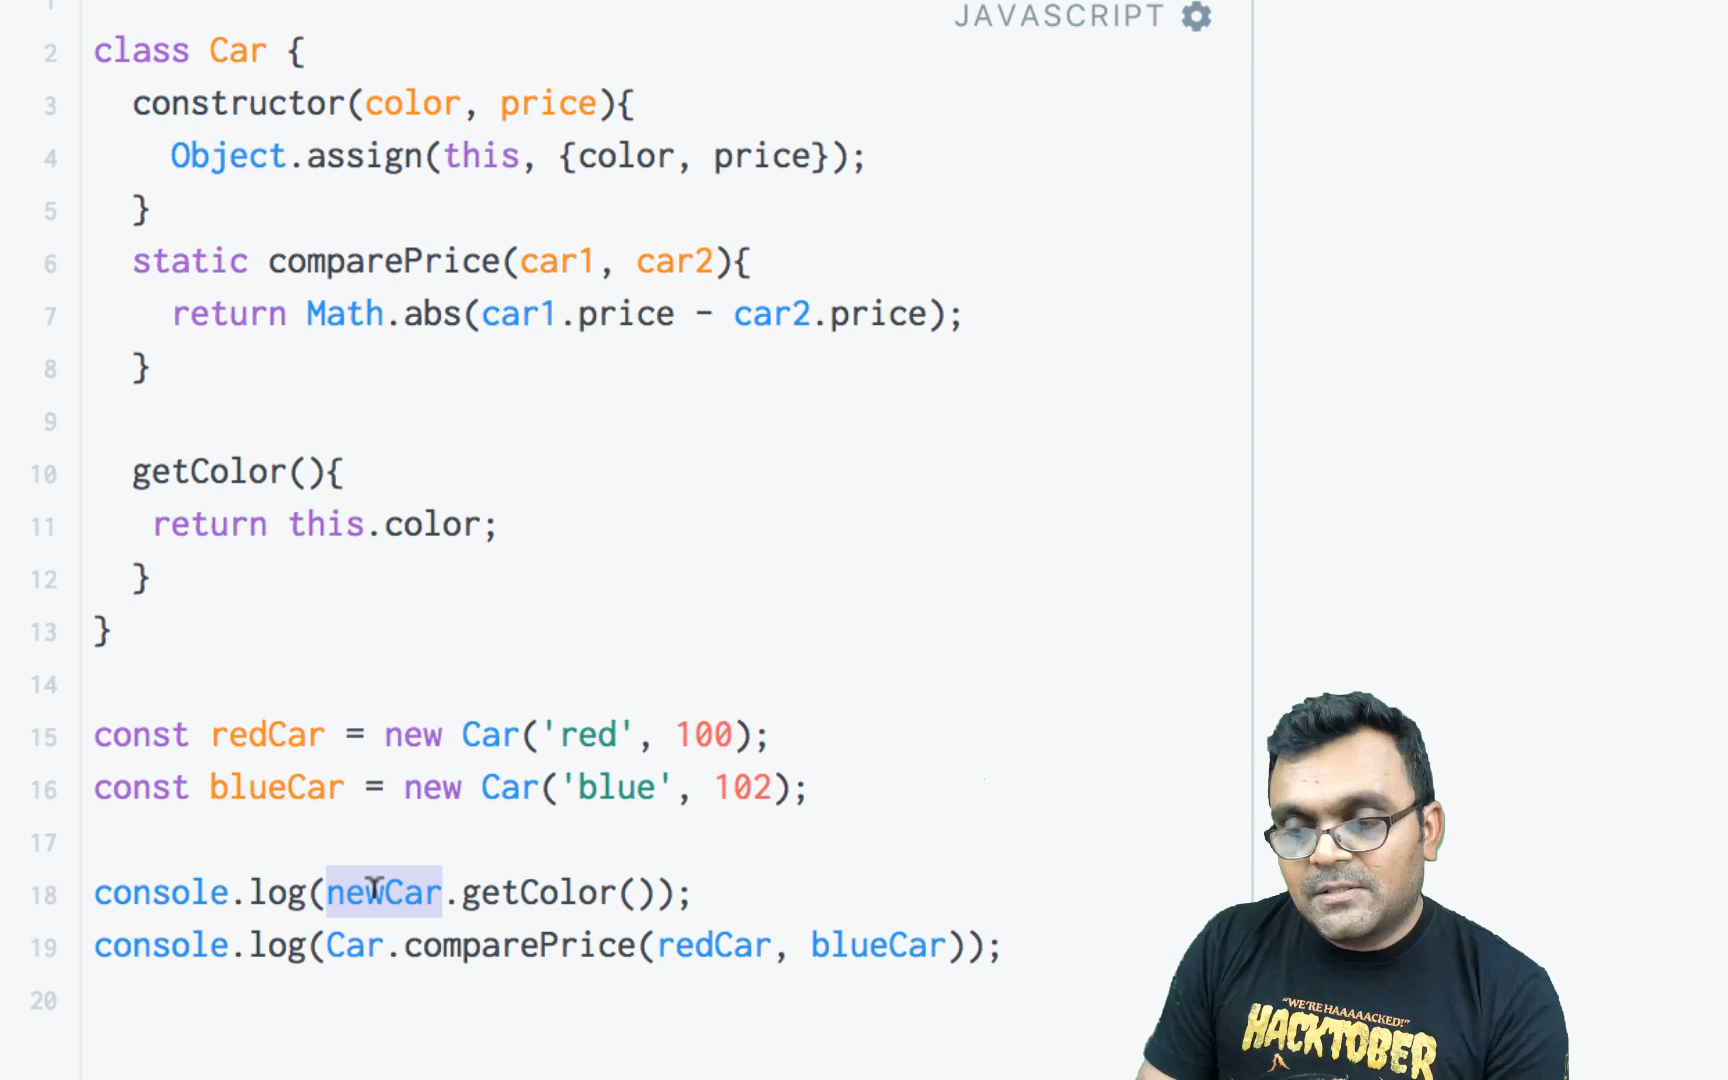 JAVASCRIPT
1
2 class Car {
3 constructor(color, price){
4 Object.assign(this, {color, price});
5 }
6 static comparePrice(car1, car2){
7 return Math.abs(car1.price - car2.price);
8 }
9
10 getColor(){
11 return this.color;
12 }
13 }
14
15 const redCar = new Car('red', 100);
16 const blueCar = new Car('blue', 102);
17
18 console.log(newCar.getColor());
19 console.log(Car.comparePrice(redCar, blueCar));
20
"WE'RE HAAAAACKED!"
HACKTOBER